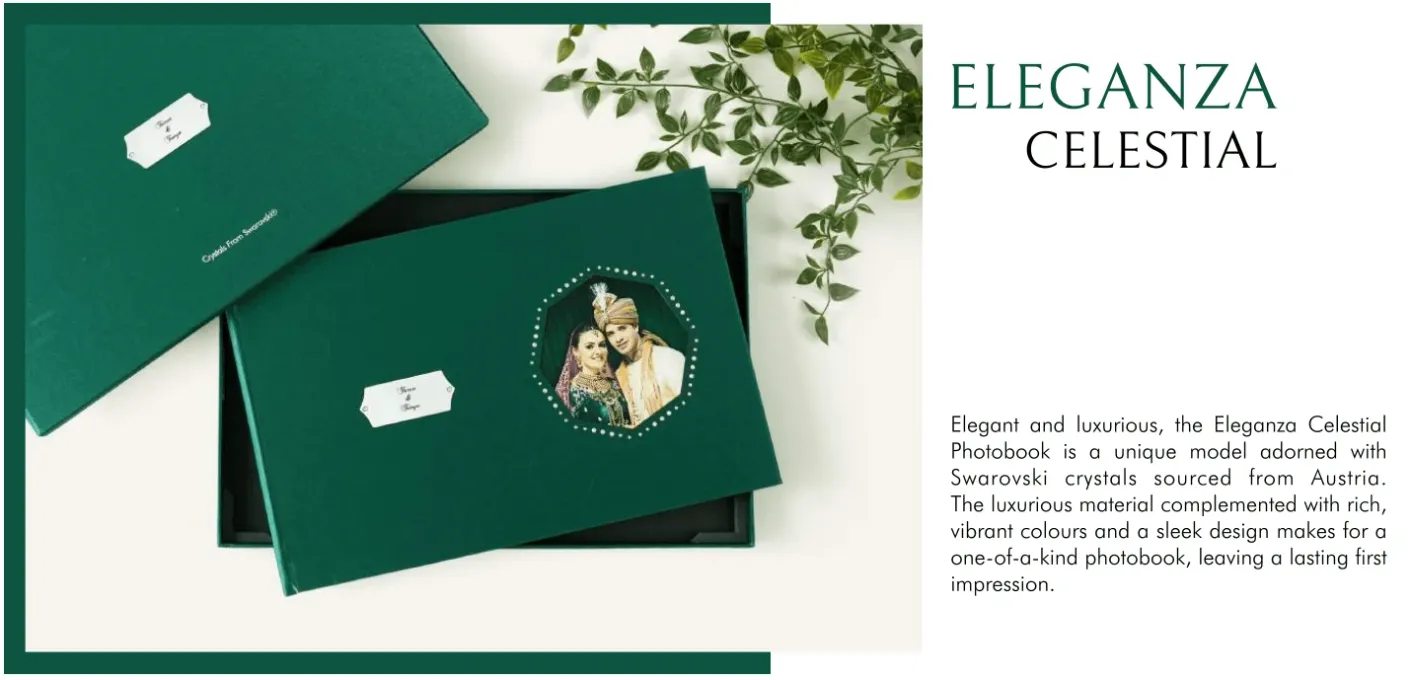 ELEGANZA
CELESTIAL
&
Crystals From Swarovski®
&
Elegant and luxurious, the Eleganza Celestial
Photobook is a unique model adorned with
Swarovski crystals sourced from Austria.
The luxurious material complemented with rich,
vibrant colours and a sleek design makes for a
one-of-a-kind photobook, leaving a lasting first
impression.